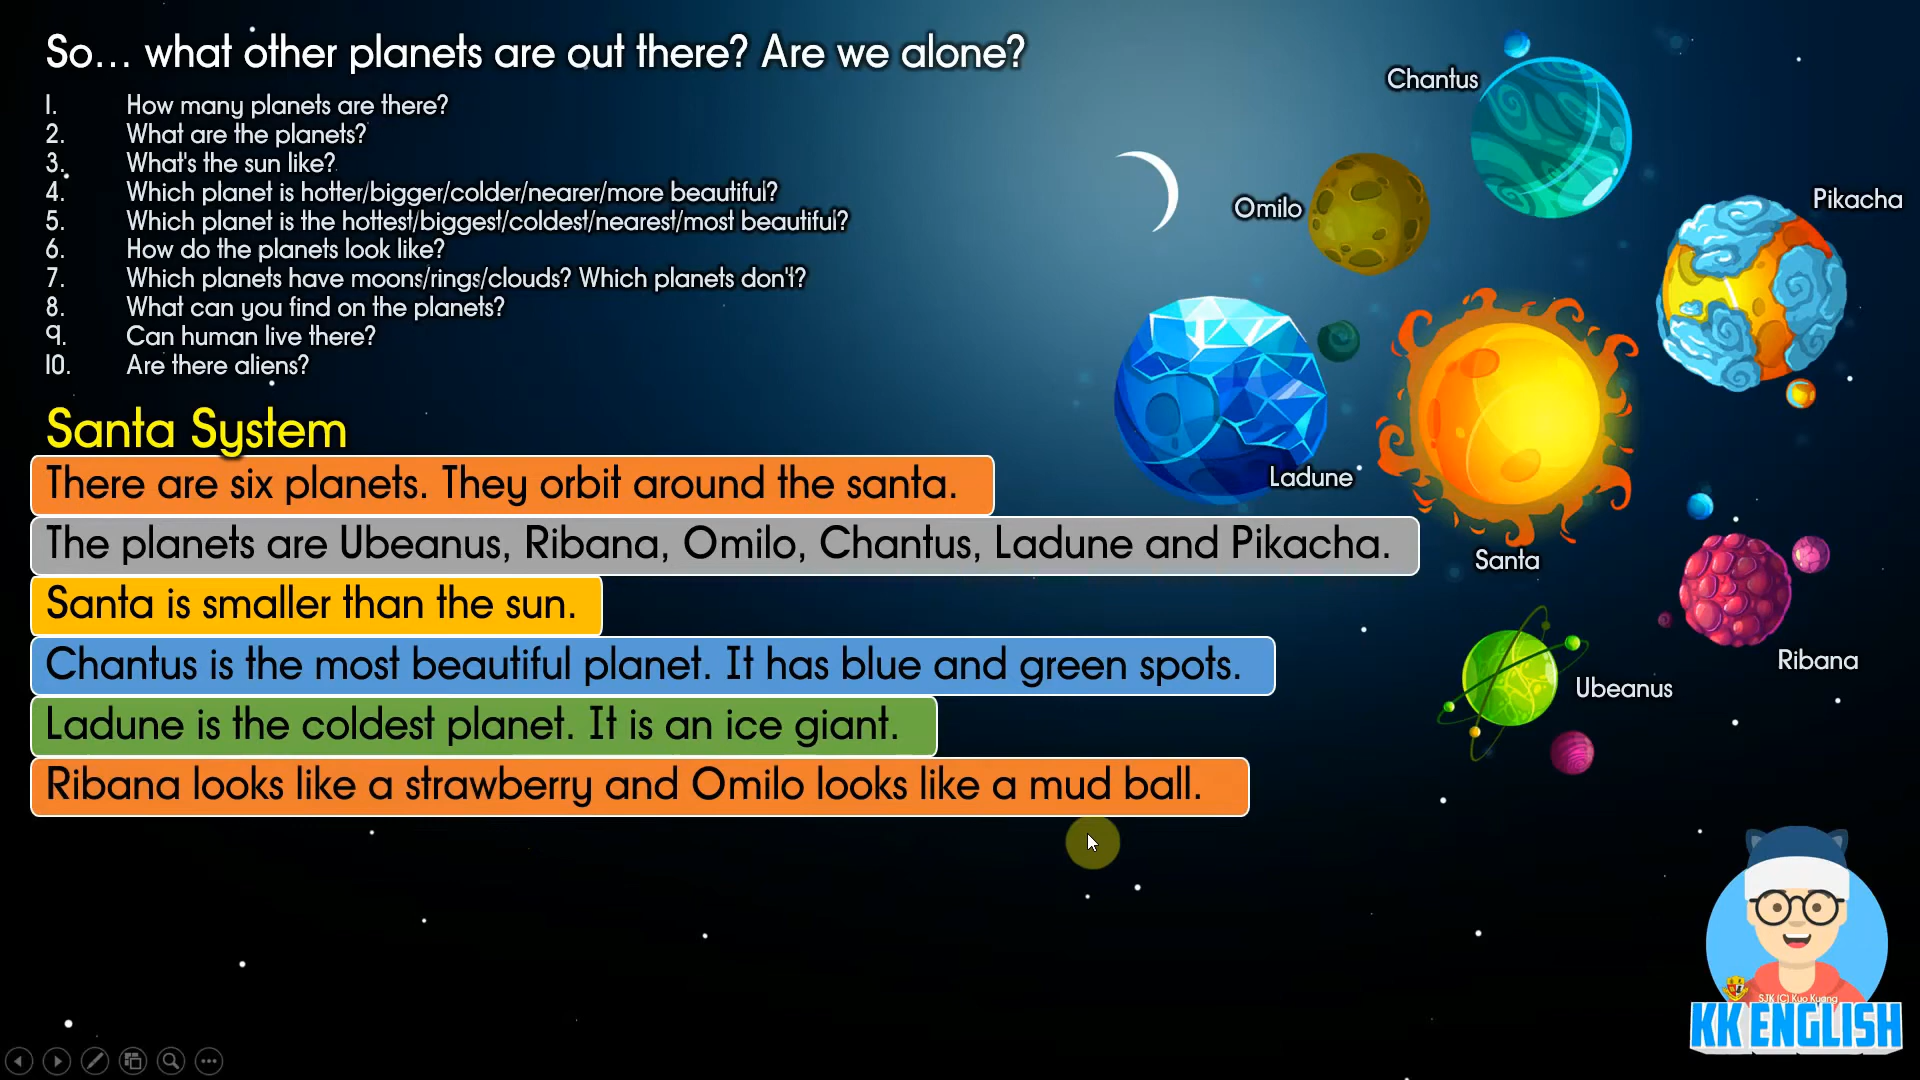 So... what other planets are out there? Are we alone?
1. How many planets are there?
2. What are the planets?
3. What's the sun like?
4. Which planet is hotter/bigger/colder/nearer/more beautiful?
5. Which planet is the hottest/biggest/coldest/nearest/most beautiful?
6. How do the planets look like?
7. Which planets have moons/rings/clouds? Which planets don't?
8. What can you find on the planets?
9. Can human live there?
10. Are there aliens?
Santa System
There are six planets. They orbit around the santa.
The planets are Ubeanus, Ribana, Omilo, Chantus, Ladune and Pikacha.
Santa is smaller than the sun.
Chantus is the most beautiful planet. It has blue and green spots.
Ladune is the coldest planet. It is an ice giant.
Ribana looks like a strawberry and Omilo looks like a mud ball.
Chantus
Omilo
Pikacha
Ladune
Santa
Ribana
Ubeanus
SJK (C) Kuo Kuang
KK ENGLISH